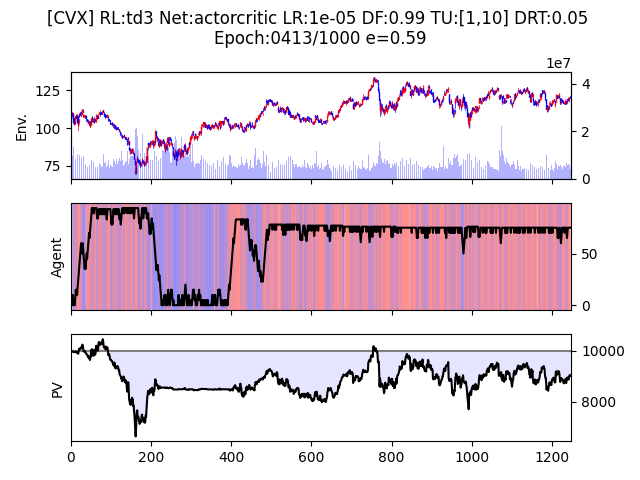 [CVX] RL:td3 Net:actorcritic LR:1e-05 DF:0.99 TU:[1,10] DRT:0.05
Epoch:0413/1000 e=0.59
1e7
125
100
75
Env.
4
2
0
Agent
50
0
PV
10000
8000
0 200 400 600 800 1000 1200